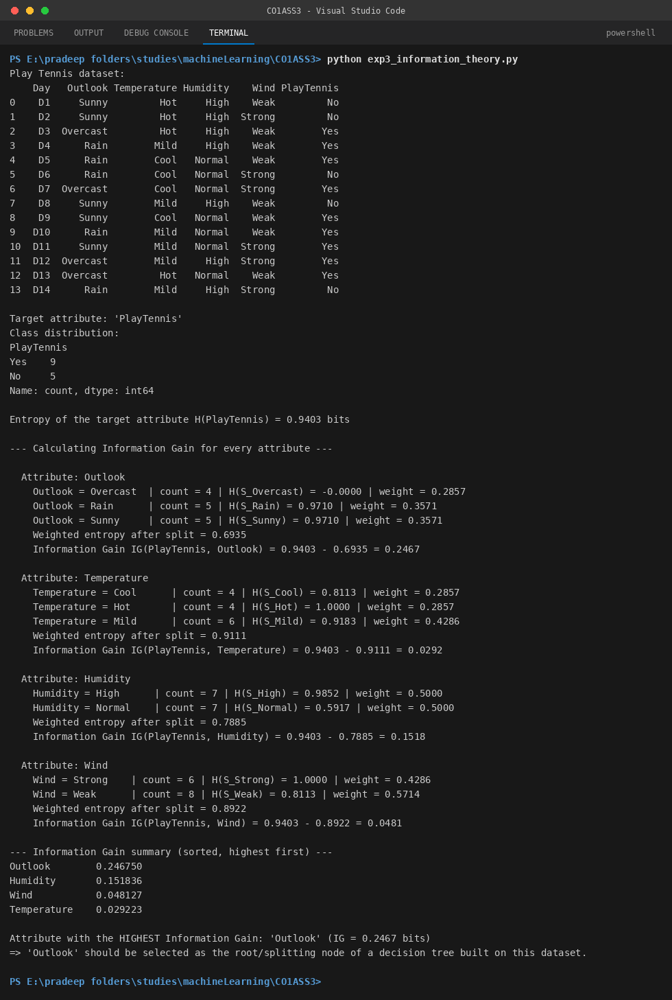 CO1ASS3 - Visual Studio Code
PROBLEMS OUTPUT DEBUG CONSOLE TERMINAL powershell
PS E:\pradeep folders\studies\machineLearning\CO1ASS3> python exp3_information_theory.py
Play Tennis dataset:
    Day   Outlook Temperature Humidity    Wind PlayTennis
0    D1     Sunny         Hot     High    Weak         No
1    D2     Sunny         Hot     High  Strong         No
2    D3  Overcast         Hot     High    Weak        Yes
3    D4      Rain        Mild     High    Weak        Yes
4    D5      Rain        Cool   Normal    Weak        Yes
5    D6      Rain        Cool   Normal  Strong         No
6    D7  Overcast        Cool   Normal  Strong        Yes
7    D8     Sunny        Mild     High    Weak         No
8    D9     Sunny        Cool   Normal    Weak        Yes
9   D10      Rain        Mild   Normal    Weak        Yes
10  D11     Sunny        Mild   Normal  Strong        Yes
11  D12  Overcast        Mild     High  Strong        Yes
12  D13  Overcast         Hot   Normal    Weak        Yes
13  D14      Rain        Mild     High  Strong         No

Target attribute: 'PlayTennis'
Class distribution:
PlayTennis
Yes    9
No     5
Name: count, dtype: int64

Entropy of the target attribute H(PlayTennis) = 0.9403 bits

--- Calculating Information Gain for every attribute ---

  Attribute: Outlook
    Outlook = Overcast  | count = 4 | H(S_Overcast) = -0.0000 | weight = 0.2857
    Outlook = Rain      | count = 5 | H(S_Rain) = 0.9710 | weight = 0.3571
    Outlook = Sunny     | count = 5 | H(S_Sunny) = 0.9710 | weight = 0.3571
    Weighted entropy after split = 0.6935
    Information Gain IG(PlayTennis, Outlook) = 0.9403 - 0.6935 = 0.2467

  Attribute: Temperature
    Temperature = Cool      | count = 4 | H(S_Cool) = 0.8113 | weight = 0.2857
    Temperature = Hot       | count = 4 | H(S_Hot) = 1.0000 | weight = 0.2857
    Temperature = Mild      | count = 6 | H(S_Mild) = 0.9183 | weight = 0.4286
    Weighted entropy after split = 0.9111
    Information Gain IG(PlayTennis, Temperature) = 0.9403 - 0.9111 = 0.0292

  Attribute: Humidity
    Humidity = High      | count = 7 | H(S_High) = 0.9852 | weight = 0.5000
    Humidity = Normal    | count = 7 | H(S_Normal) = 0.5917 | weight = 0.5000
    Weighted entropy after split = 0.7885
    Information Gain IG(PlayTennis, Humidity) = 0.9403 - 0.7885 = 0.1518

  Attribute: Wind
    Wind = Strong    | count = 6 | H(S_Strong) = 1.0000 | weight = 0.4286
    Wind = Weak      | count = 8 | H(S_Weak) = 0.8113 | weight = 0.5714
    Weighted entropy after split = 0.8922
    Information Gain IG(PlayTennis, Wind) = 0.9403 - 0.8922 = 0.0481

--- Information Gain summary (sorted, highest first) ---
Outlook        0.246750
Humidity       0.151836
Wind           0.048127
Temperature    0.029223

Attribute with the HIGHEST Information Gain: 'Outlook' (IG = 0.2467 bits)
=> 'Outlook' should be selected as the root/splitting node of a decision tree built on this dataset.

PS E:\pradeep folders\studies\machineLearning\CO1ASS3>